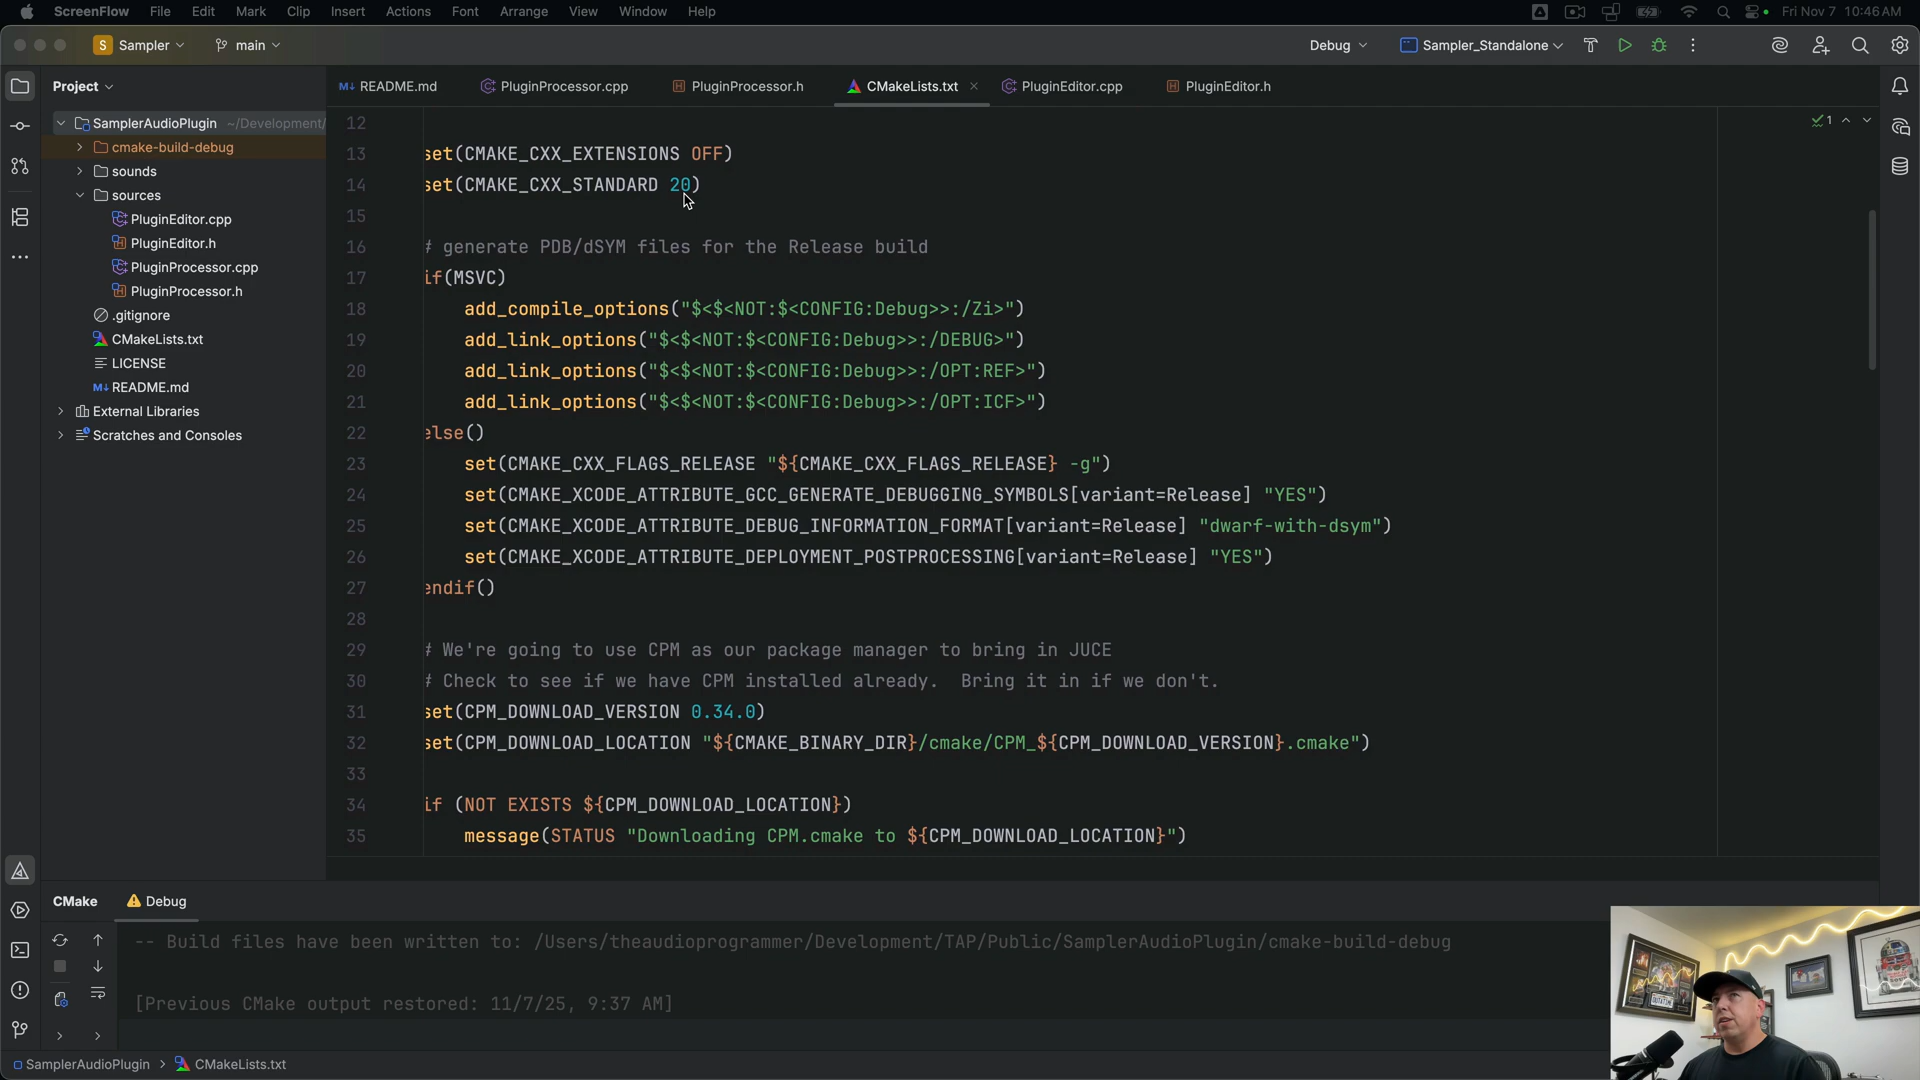 ScreenFlow File Edit Mark Clip Insert Actions Font Arrange View Window Help Fri Nov 7 10:46 AM
S Sampler main Debug Sampler_Standalone
Project
README.md PluginProcessor.cpp PluginProcessor.h CMakeLists.txt PluginEditor.cpp PluginEditor.h
SamplerAudioPlugin ~/Development/
cmake-build-debug
sounds
sources
PluginEditor.cpp
PluginEditor.h
PluginProcessor.cpp
PluginProcessor.h
.gitignore
CMakeLists.txt
LICENSE
README.md
External Libraries
Scratches and Consoles
1
12
13 set(CMAKE_CXX_EXTENSIONS OFF)
14 set(CMAKE_CXX_STANDARD 20)
15
16 # generate PDB/dSYM files for the Release build
17 if(MSVC)
18 add_compile_options("$<$<NOT:$<CONFIG:Debug>>:/Zi>")
19 add_link_options("$<$<NOT:$<CONFIG:Debug>>:/DEBUG>")
20 add_link_options("$<$<NOT:$<CONFIG:Debug>>:/OPT:REF>")
21 add_link_options("$<$<NOT:$<CONFIG:Debug>>:/OPT:ICF>")
22 else()
23 set(CMAKE_CXX_FLAGS_RELEASE "${CMAKE_CXX_FLAGS_RELEASE} -g")
24 set(CMAKE_XCODE_ATTRIBUTE_GCC_GENERATE_DEBUGGING_SYMBOLS[variant=Release] "YES")
25 set(CMAKE_XCODE_ATTRIBUTE_DEBUG_INFORMATION_FORMAT[variant=Release] "dwarf-with-dsym")
26 set(CMAKE_XCODE_ATTRIBUTE_DEPLOYMENT_POSTPROCESSING[variant=Release] "YES")
27 endif()
28
29 # We're going to use CPM as our package manager to bring in JUCE
30 # Check to see if we have CPM installed already.  Bring it in if we don't.
31 set(CPM_DOWNLOAD_VERSION 0.34.0)
32 set(CPM_DOWNLOAD_LOCATION "${CMAKE_BINARY_DIR}/cmake/CPM_${CPM_DOWNLOAD_VERSION}.cmake")
33
34 if (NOT EXISTS ${CPM_DOWNLOAD_LOCATION})
35 message(STATUS "Downloading CPM.cmake to ${CPM_DOWNLOAD_LOCATION}")
CMake Debug
-- Build files have been written to: /Users/theaudioprogrammer/Development/TAP/Public/SamplerAudioPlugin/cmake-build-debug
[Previous CMake output restored: 11/7/25, 9:37 AM]
SamplerAudioPlugin CMakeLists.txt